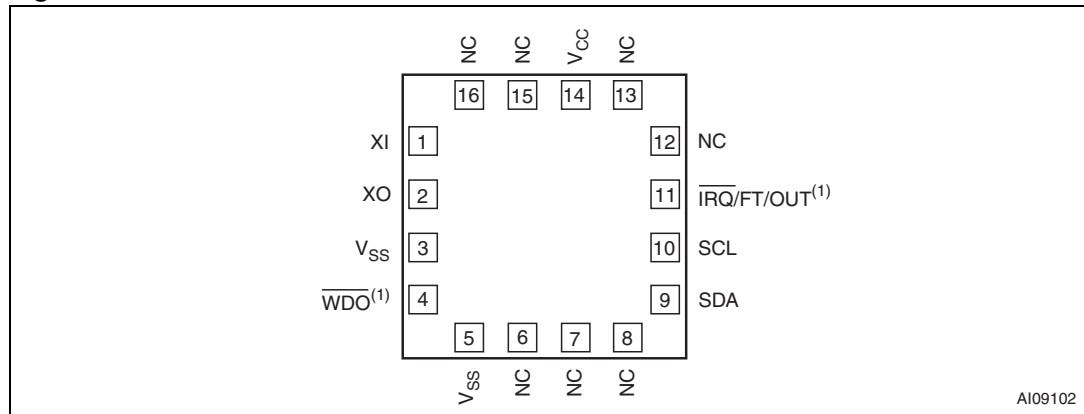 NC NC VCC NC
16 15 14 13
XI 1 12 NC
XO 2 11 IRQ/FT/OUT(1)
VSS 3 10 SCL
WDO(1) 4 9 SDA
5 6 7 8
VSS NC NC NC
AI09102